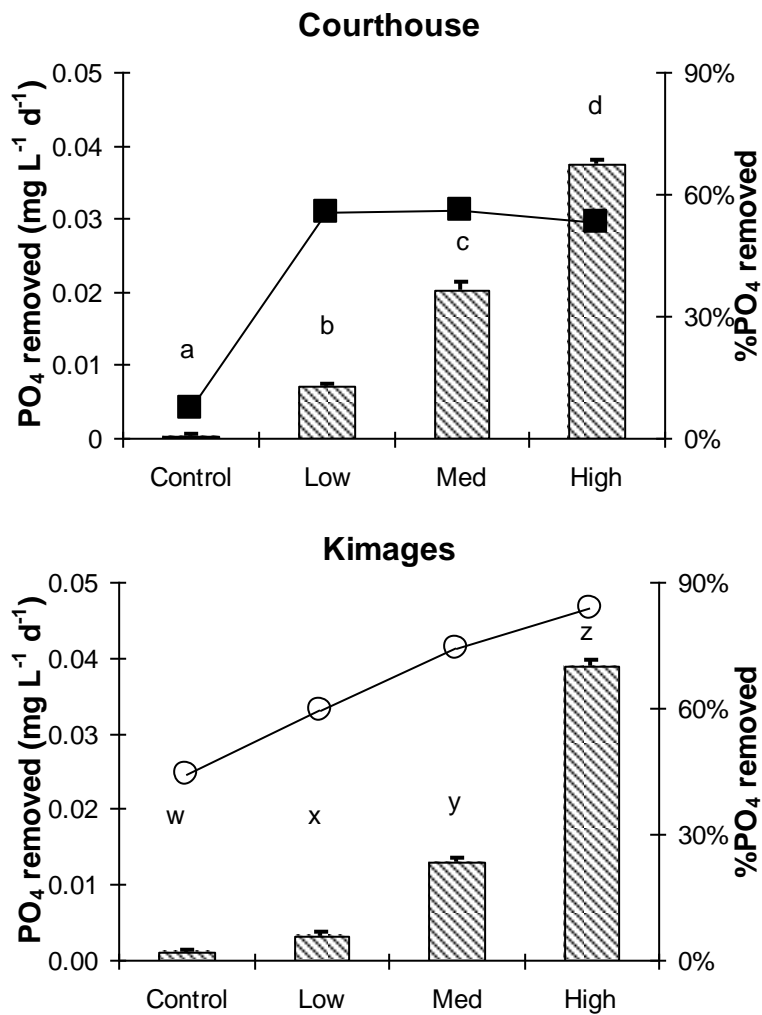 Courthouse
PO4 removed (mg L-1 d-1)
0.05
0.04
0.03
0.02
0.01
0
90%
60%
30%
0%
%PO4 removed
a
b
c
d
Control Low Med High
Kimages
PO4 removed (mg L-1 d-1)
0.05
0.04
0.03
0.02
0.01
0.00
90%
60%
30%
0%
%PO4 removed
w
x
y
z
Control Low Med High